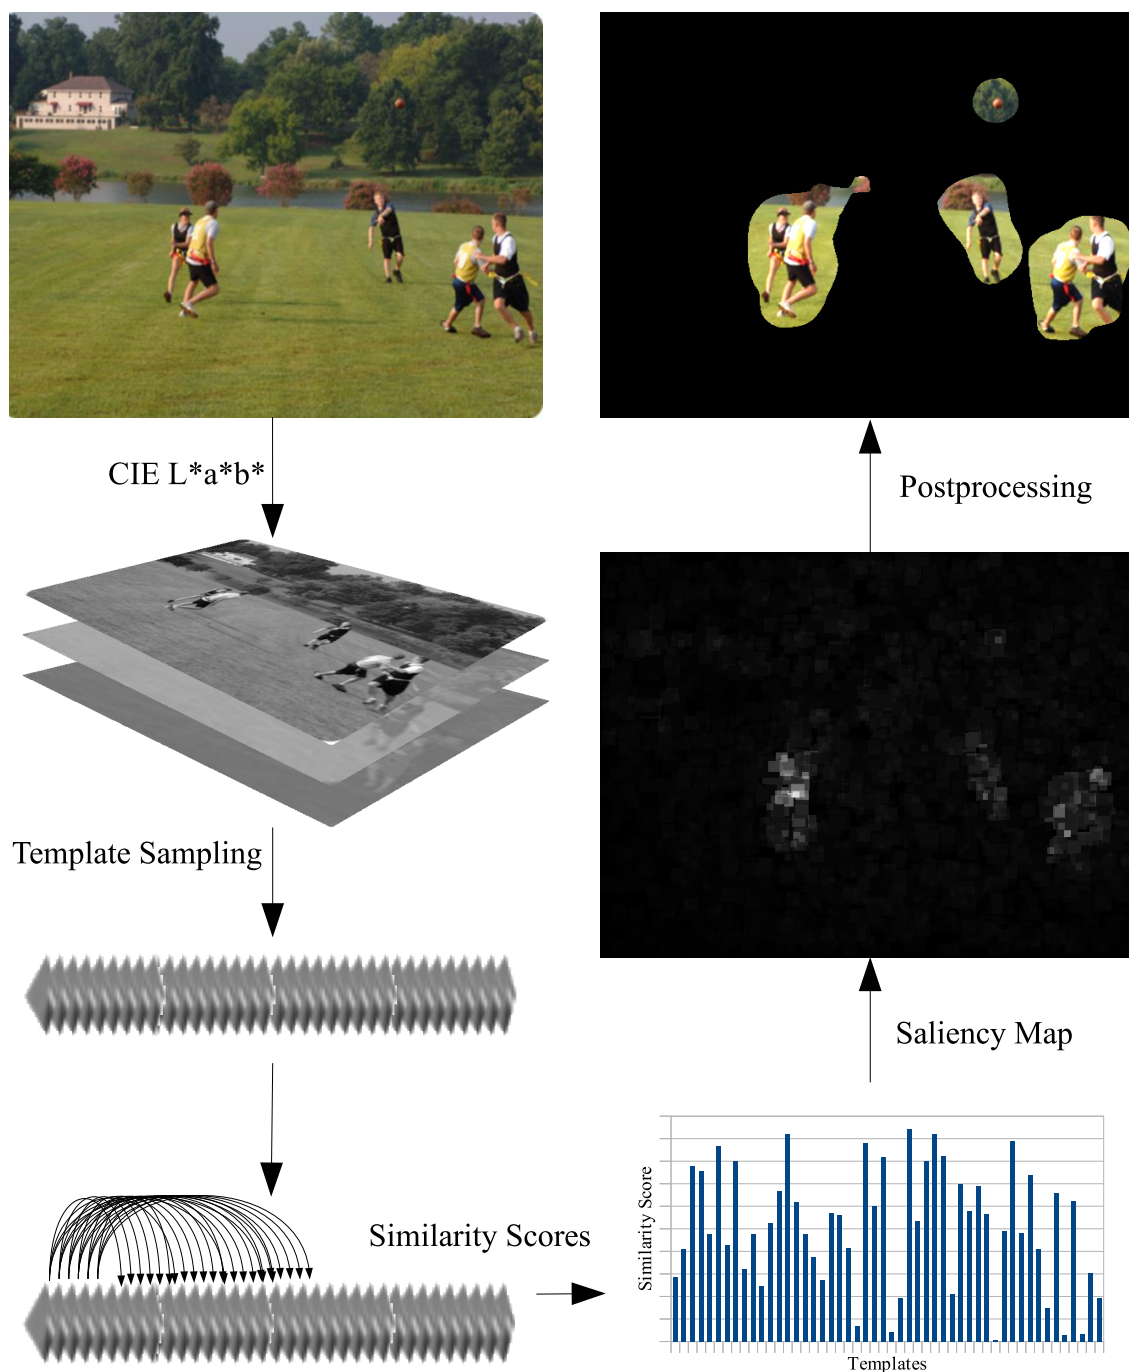 CIE L*a*b*
Template Sampling
Similarity Scores
Similarity Score
Templates
Saliency Map
Postprocessing